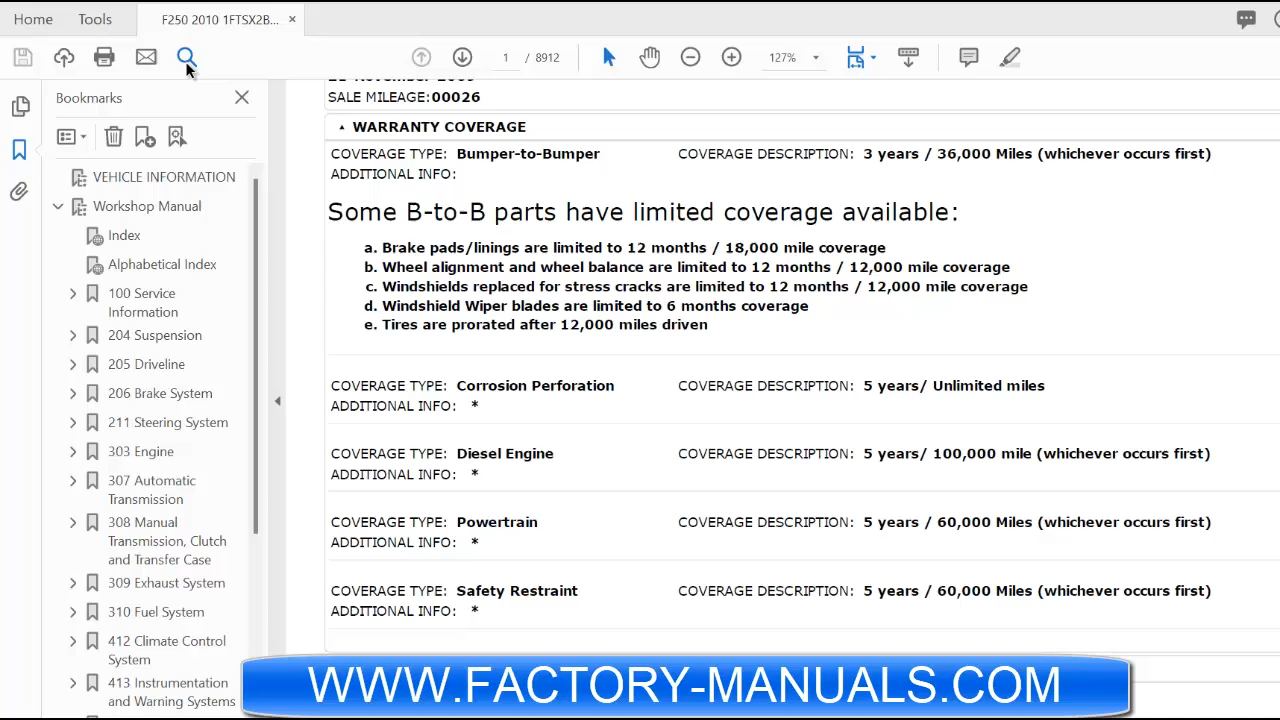 Home
Tools
F250 2010 1FTSX2B... ×
1 / 8912
127%
Bookmarks
VEHICLE INFORMATION
Workshop Manual
Index
Alphabetical Index
100 Service
Information
204 Suspension
205 Driveline
206 Brake System
211 Steering System
303 Engine
307 Automatic
Transmission
308 Manual
Transmission, Clutch
and Transfer Case
309 Exhaust System
310 Fuel System
412 Climate Control
System
413 Instrumentation
and Warning Systems
SALE MILEAGE:00026
WARRANTY COVERAGE
COVERAGE TYPE: Bumper-to-Bumper COVERAGE DESCRIPTION: 3 years / 36,000 Miles (whichever occurs first)
ADDITIONAL INFO:
Some B-to-B parts have limited coverage available:
a. Brake pads/linings are limited to 12 months / 18,000 mile coverage
b. Wheel alignment and wheel balance are limited to 12 months / 12,000 mile coverage
c. Windshields replaced for stress cracks are limited to 12 months / 12,000 mile coverage
d. Windshield Wiper blades are limited to 6 months coverage
e. Tires are prorated after 12,000 miles driven
COVERAGE TYPE: Corrosion Perforation COVERAGE DESCRIPTION: 5 years/ Unlimited miles
ADDITIONAL INFO: *
COVERAGE TYPE: Diesel Engine COVERAGE DESCRIPTION: 5 years/ 100,000 mile (whichever occurs first)
ADDITIONAL INFO: *
COVERAGE TYPE: Powertrain COVERAGE DESCRIPTION: 5 years / 60,000 Miles (whichever occurs first)
ADDITIONAL INFO: *
COVERAGE TYPE: Safety Restraint COVERAGE DESCRIPTION: 5 years / 60,000 Miles (whichever occurs first)
ADDITIONAL INFO: *
WWW.FACTORY-MANUALS.COM